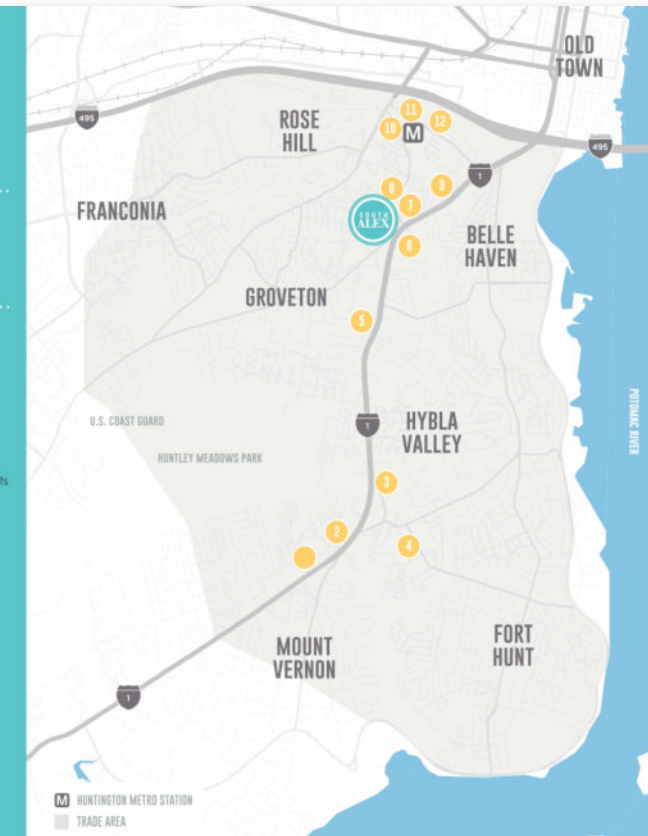 OLD
TOWN
495
ROSE
HILL
11
10
12
M
495
1
FRANCONIA
8
9
7
SOUTH
ALEX
6
BELLE
HAVEN
GROVETON
5
U.S. COAST GUARD
1
HYBLA
VALLEY
POTOMAC RIVER
HUNTLEY MEADOWS PARK
3
ts
2
4
MOUNT
VERNON
FORT
HUNT
1
M HUNTINGTON METRO STATION
TRADE AREA